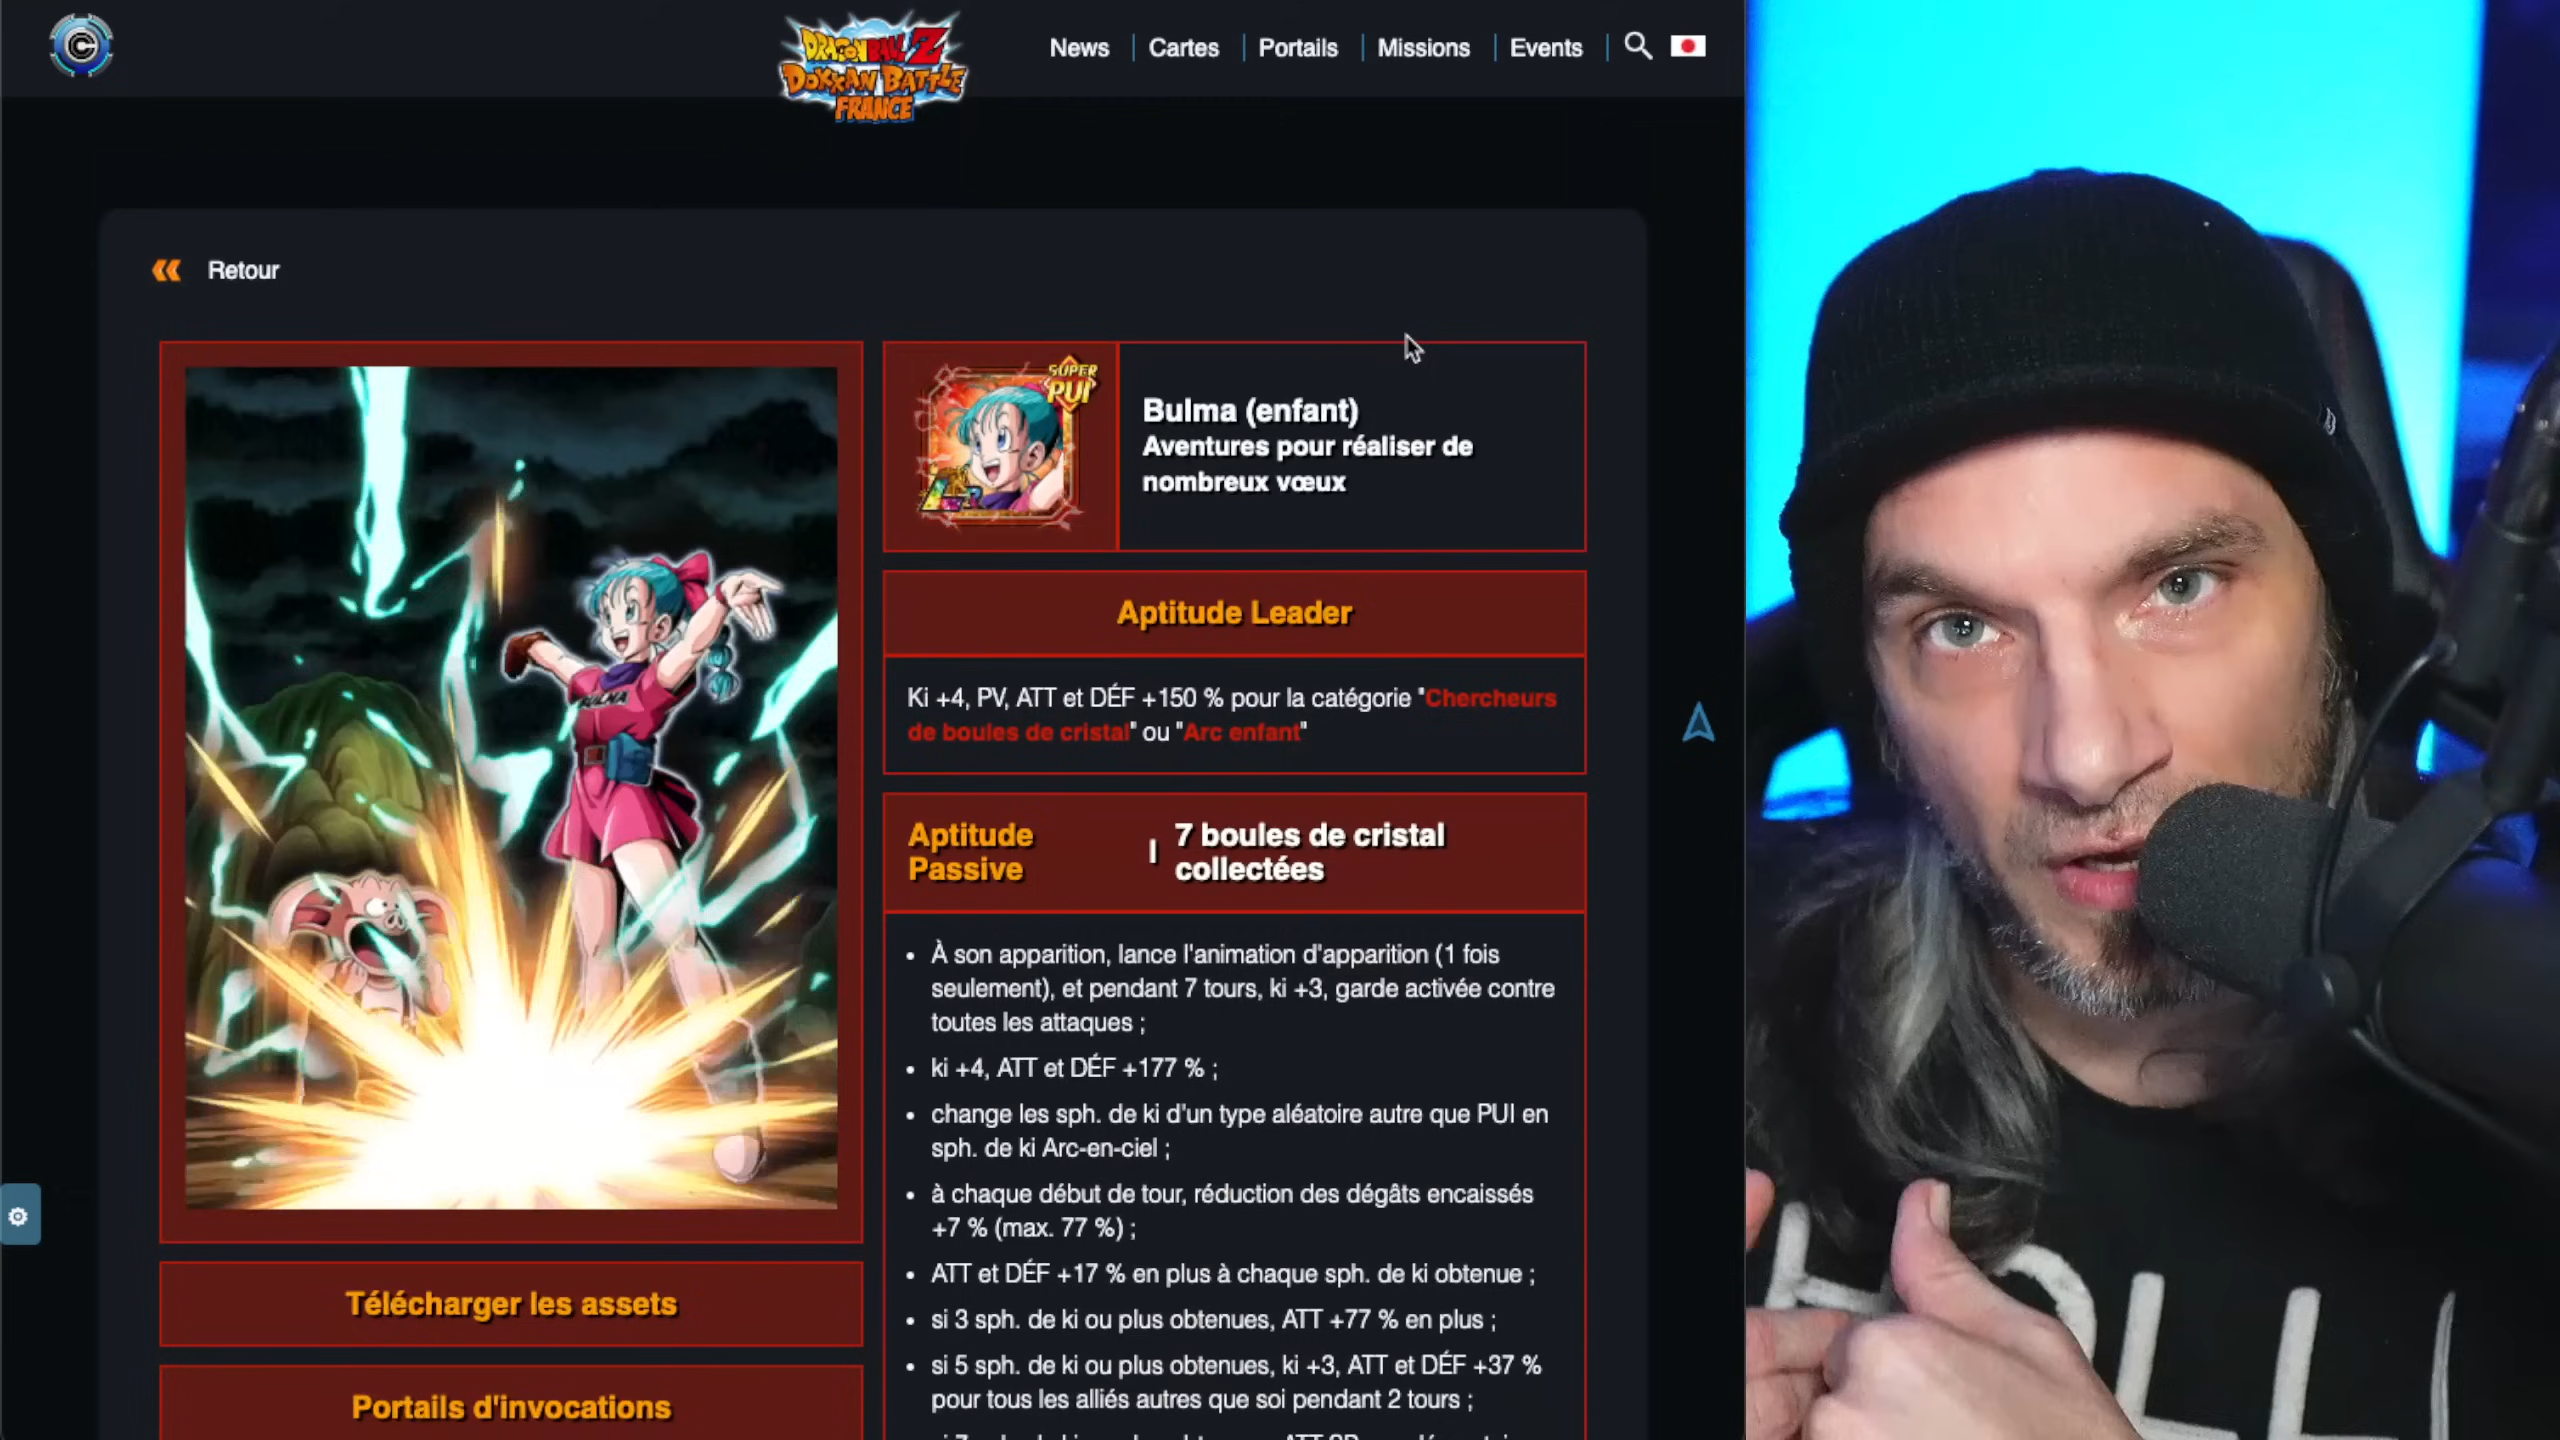 DRAGON BALL Z
DOKKAN BATTLE
FRANCE
News
Cartes
Portails
Missions
Events
Retour
BULMA
SUPER
PUI
LR
Bulma (enfant)
Aventures pour réaliser de
nombreux vœux
Aptitude Leader
Ki +4, PV, ATT et DÉF +150 % pour la catégorie "Chercheurs
de boules de cristal" ou "Arc enfant"
Aptitude
Passive
7 boules de cristal
collectées
• À son apparition, lance l'animation d'apparition (1 fois
seulement), et pendant 7 tours, ki +3, garde activée contre
toutes les attaques ;
• ki +4, ATT et DÉF +177 % ;
• change les sph. de ki d'un type aléatoire autre que PUI en
sph. de ki Arc-en-ciel ;
• à chaque début de tour, réduction des dégâts encaissés
+7 % (max. 77 %) ;
• ATT et DÉF +17 % en plus à chaque sph. de ki obtenue ;
• si 3 sph. de ki ou plus obtenues, ATT +77 % en plus ;
• si 5 sph. de ki ou plus obtenues, ki +3, ATT et DÉF +37 %
pour tous les alliés autres que soi pendant 2 tours ;
Télécharger les assets
Portails d'invocations